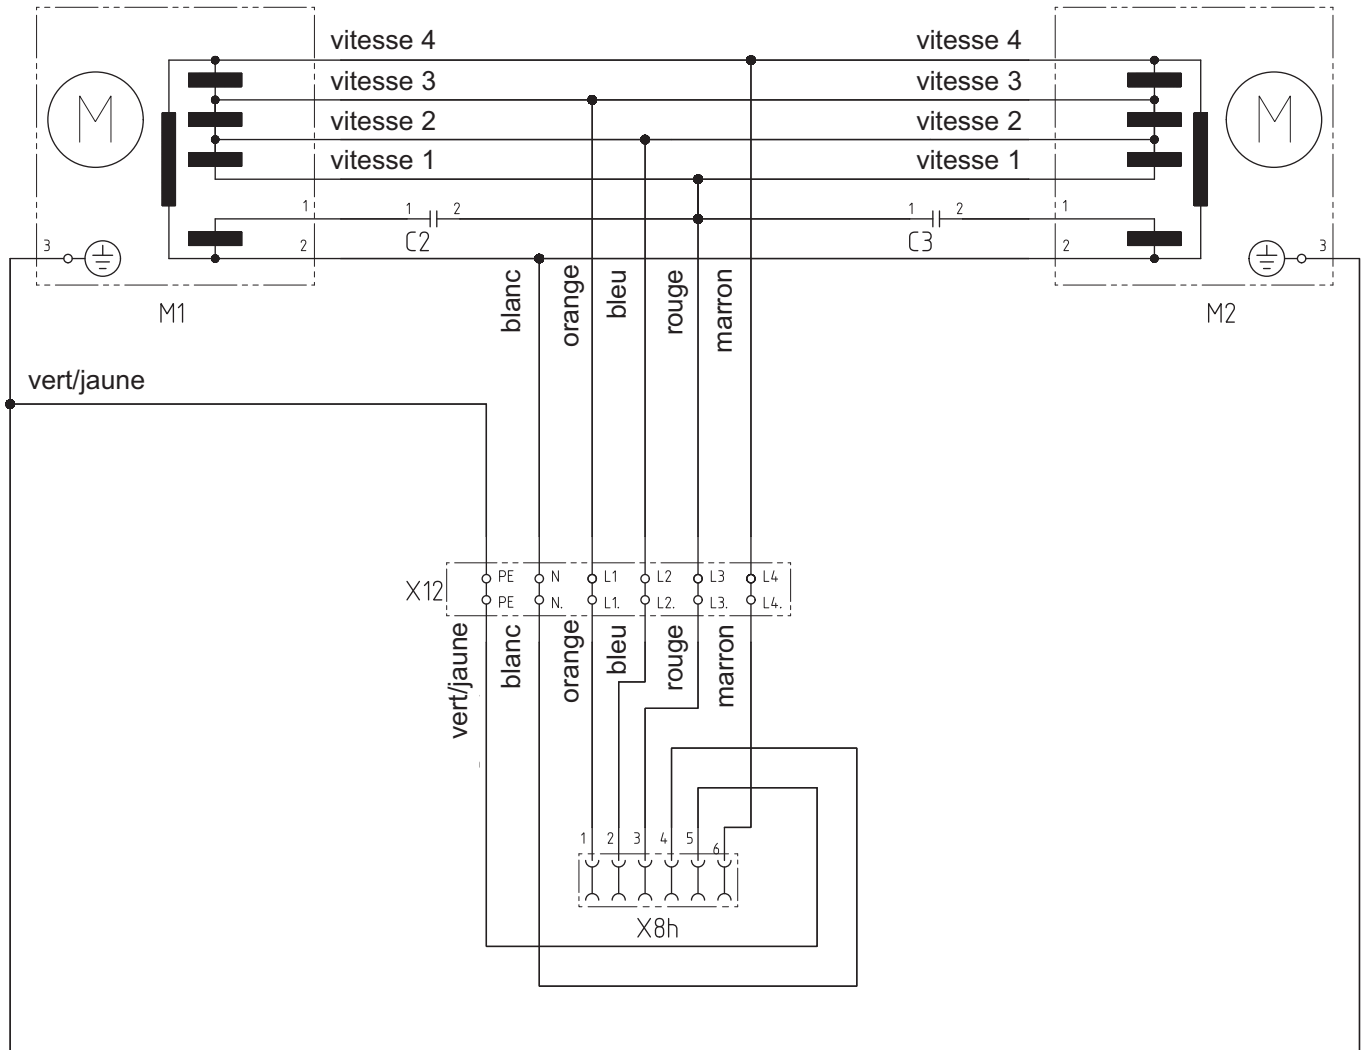 vitesse 4 vitesse 4
vitesse 3 vitesse 3
M M
vitesse 2 vitesse 2
vitesse 1 vitesse 1
1 1 2 1 2 1
3 2 C2 C3 2 3
M1 blanc orange bleu rouge marron M2
vert/jaune
X12 PE N L1 L2 L3 L4
PE N. L1. L2. L3. L4.
vert/jaune blanc orange bleu rouge marron
1 2 3 4 5 6
X8h